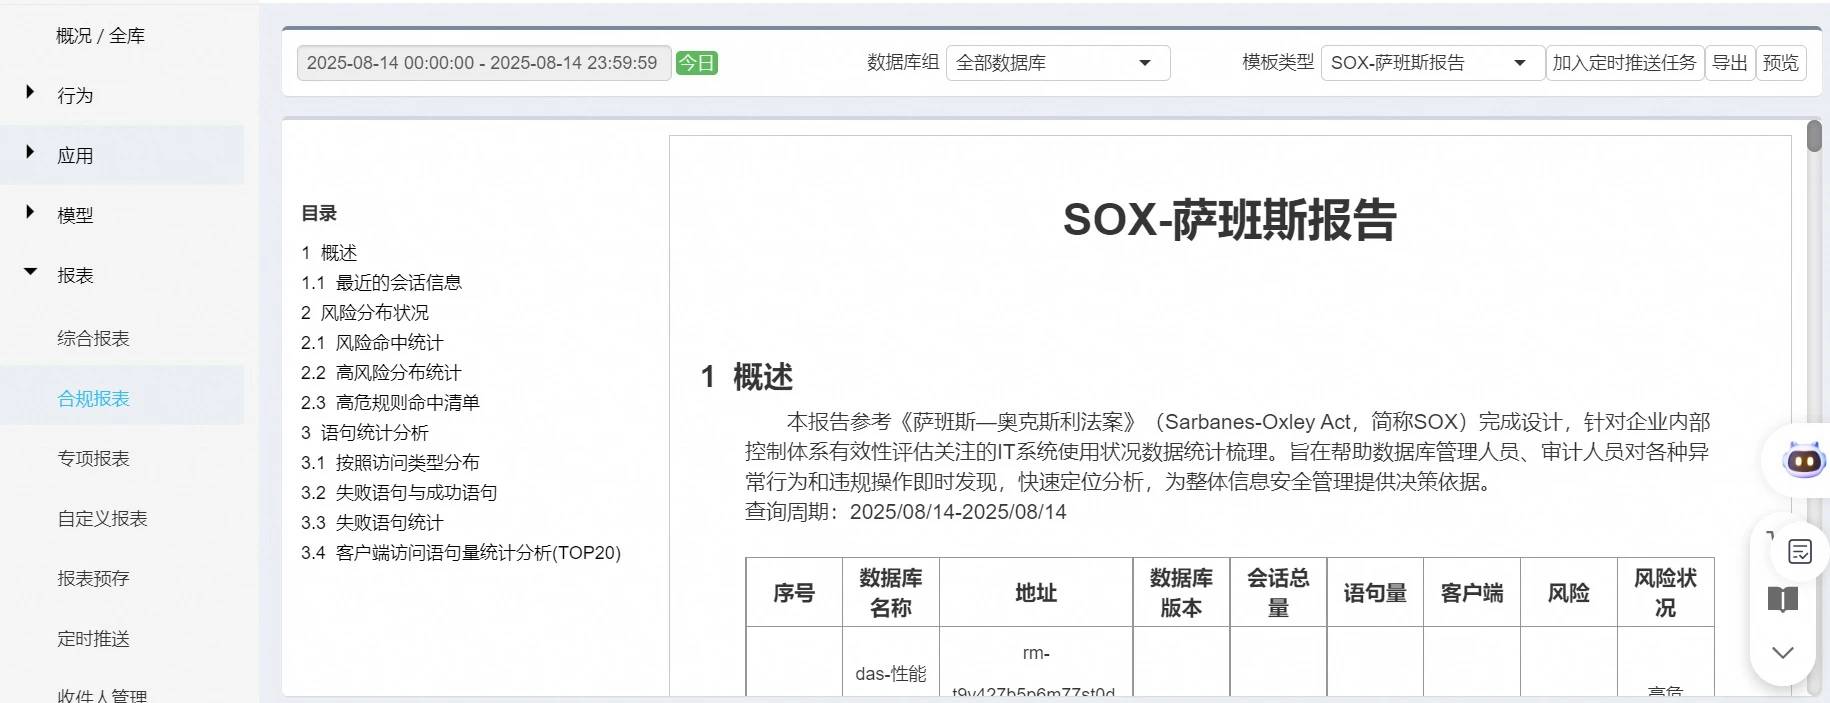 概况 / 全库
行为
应用
模型
报表
综合报表
合规报表
专项报表
自定义报表
报表预存
定时推送
收件人管理
2025-08-14 00:00:00 - 2025-08-14 23:59:59
今日
数据库组
全部数据库
模板类型
SOX-萨班斯报告
加入定时推送任务
导出
预览
目录
1 概述
1.1 最近的会话信息
2 风险分布状况
2.1 风险命中统计
2.2 高风险分布统计
2.3 高危规则命中清单
3 语句统计分析
3.1 按照访问类型分布
3.2 失败语句与成功语句
3.3 失败语句统计
3.4 客户端访问语句量统计分析(TOP20)
SOX-萨班斯报告
1 概述
本报告参考《萨班斯—奥克斯利法案》（Sarbanes-Oxley Act，简称SOX）完成设计，针对企业内部
控制体系有效性评估关注的IT系统使用状况数据统计梳理。旨在帮助数据库管理人员、审计人员对各种异
常行为和违规操作即时发现，快速定位分析，为整体信息安全管理提供决策依据。
查询周期：2025/08/14-2025/08/14
序号
数据库
名称
地址
数据库
版本
会话总
量
语句量
客户端
风险
风险状
况
das-性能
rm-
t9y427b5p6m77st0d
高危